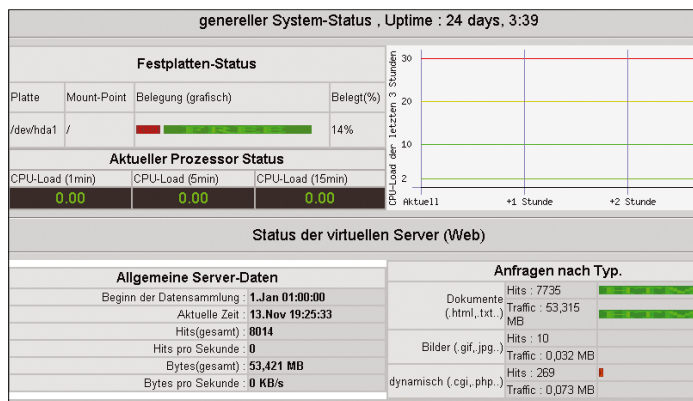 genereller System-Status , Uptime : 24 days, 3:39
Festplatten-Status
Platte Mount-Point Belegung (grafisch) Belegt(%)
/dev/hda1 / 14%
Aktueller Prozessor Status
CPU-Load (1min) CPU-Load (5min) CPU-Load (15min)
0.00 0.00 0.00
CPU-Load der letzten 3 Stunden
30
20
10
2
Aktuell +1 Stunde +2 Stunde
Status der virtuellen Server (Web)
Allgemeine Server-Daten
Beginn der Datensammlung : 1.Jan 01:00:00
Aktuelle Zeit : 13.Nov 19:25:33
Hits(gesamt) : 8014
Hits pro Sekunde : 0
Bytes(gesamt) : 53,421 MB
Bytes pro Sekunde : 0 KB/s
Anfragen nach Typ.
Dokumente (.html,.txt..) Hits : 7735
Traffic : 53,315 MB
Bilder (.gif,.jpg..) Hits : 10
Traffic : 0,032 MB
dynamisch (.cgi,.php..) Hits : 269
Traffic : 0,073 MB